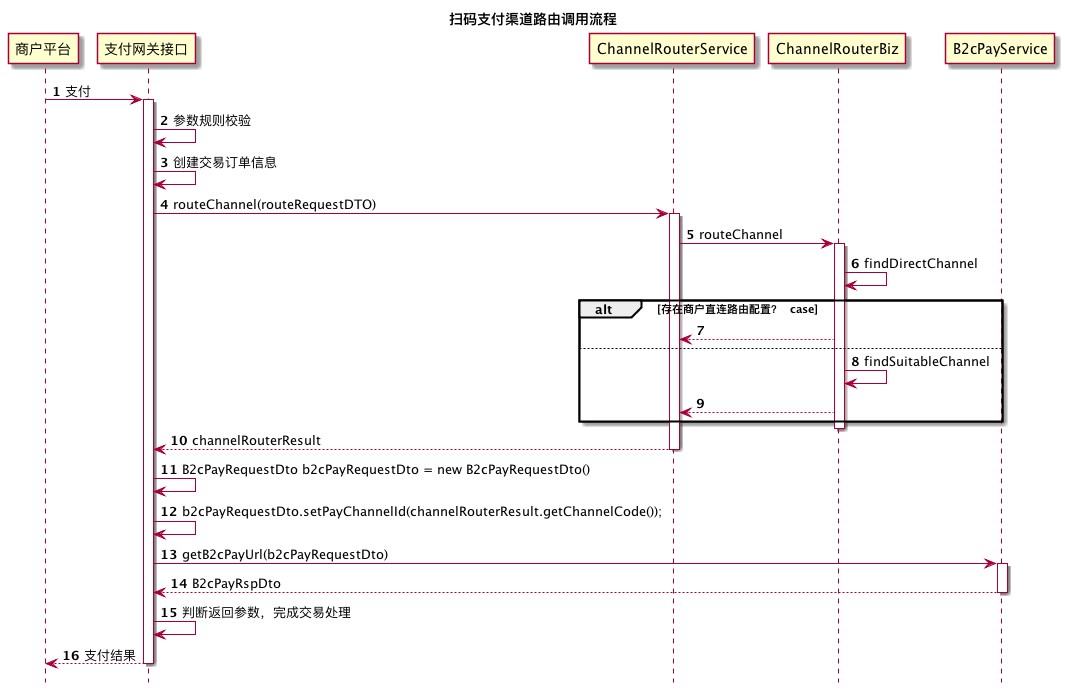 扫码支付渠道路由调用流程
商户平台
支付网关接口
ChannelRouterService
ChannelRouterBiz
B2cPayService
1 支付
2 参数规则校验
3 创建交易订单信息
4 routeChannel(routeRequestDTO)
5 routeChannel
6 findDirectChannel
alt [存在商户直连路由配置? case]
7
8 findSuitableChannel
9
10 channelRouterResult
11 B2cPayRequestDto b2cPayRequestDto = new B2cPayRequestDto()
12 b2cPayRequestDto.setPayChannelId(channelRouterResult.getChannelCode());
13 getB2cPayUrl(b2cPayRequestDto)
14 B2cPayRspDto
15 判断返回参数，完成交易处理
16 支付结果